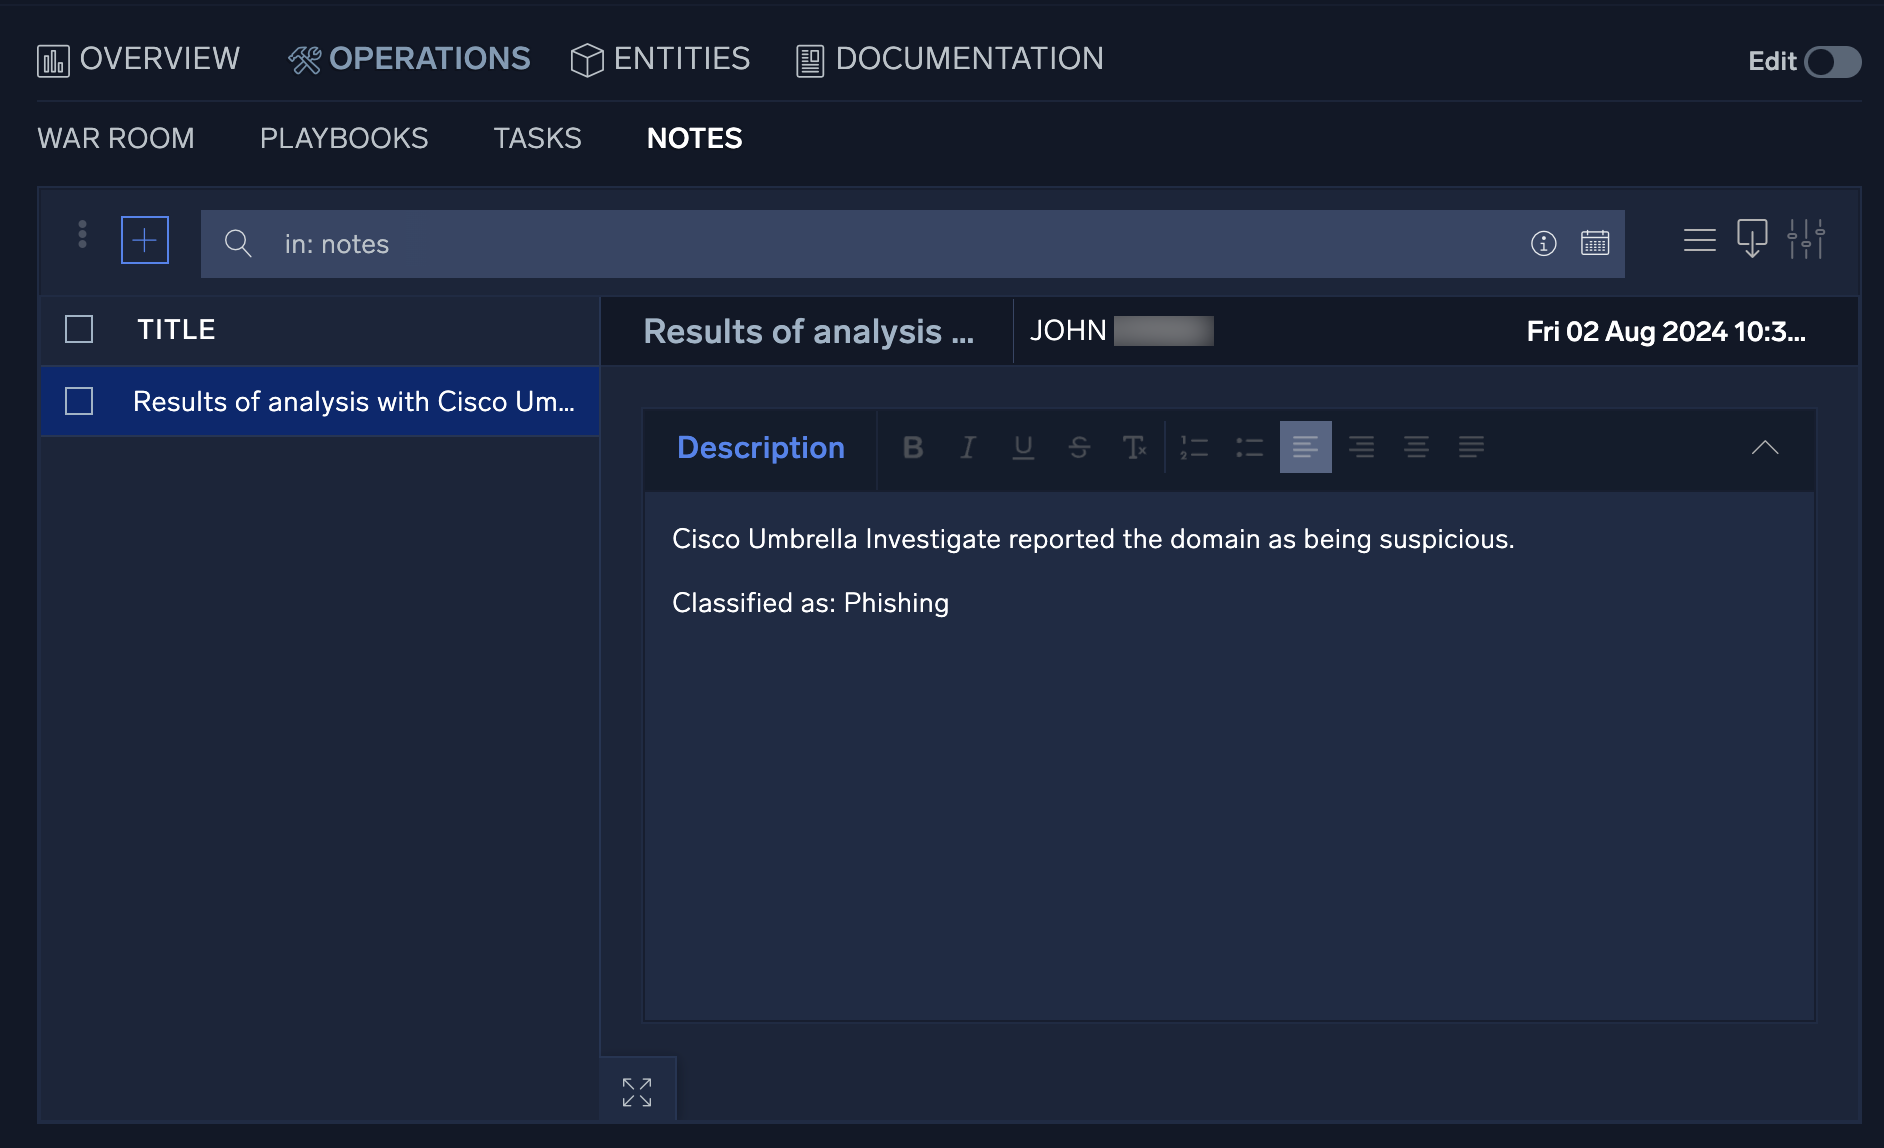 OVERVIEW OPERATIONS ENTITIES DOCUMENTATION Edit
WAR ROOM PLAYBOOKS TASKS NOTES
in: notes
TITLE
Results of analysis ... JOHN Fri 02 Aug 2024 10:3...
Results of analysis with Cisco Um...
Description B I U S Tx
Cisco Umbrella Investigate reported the domain as being suspicious.
Classified as: Phishing